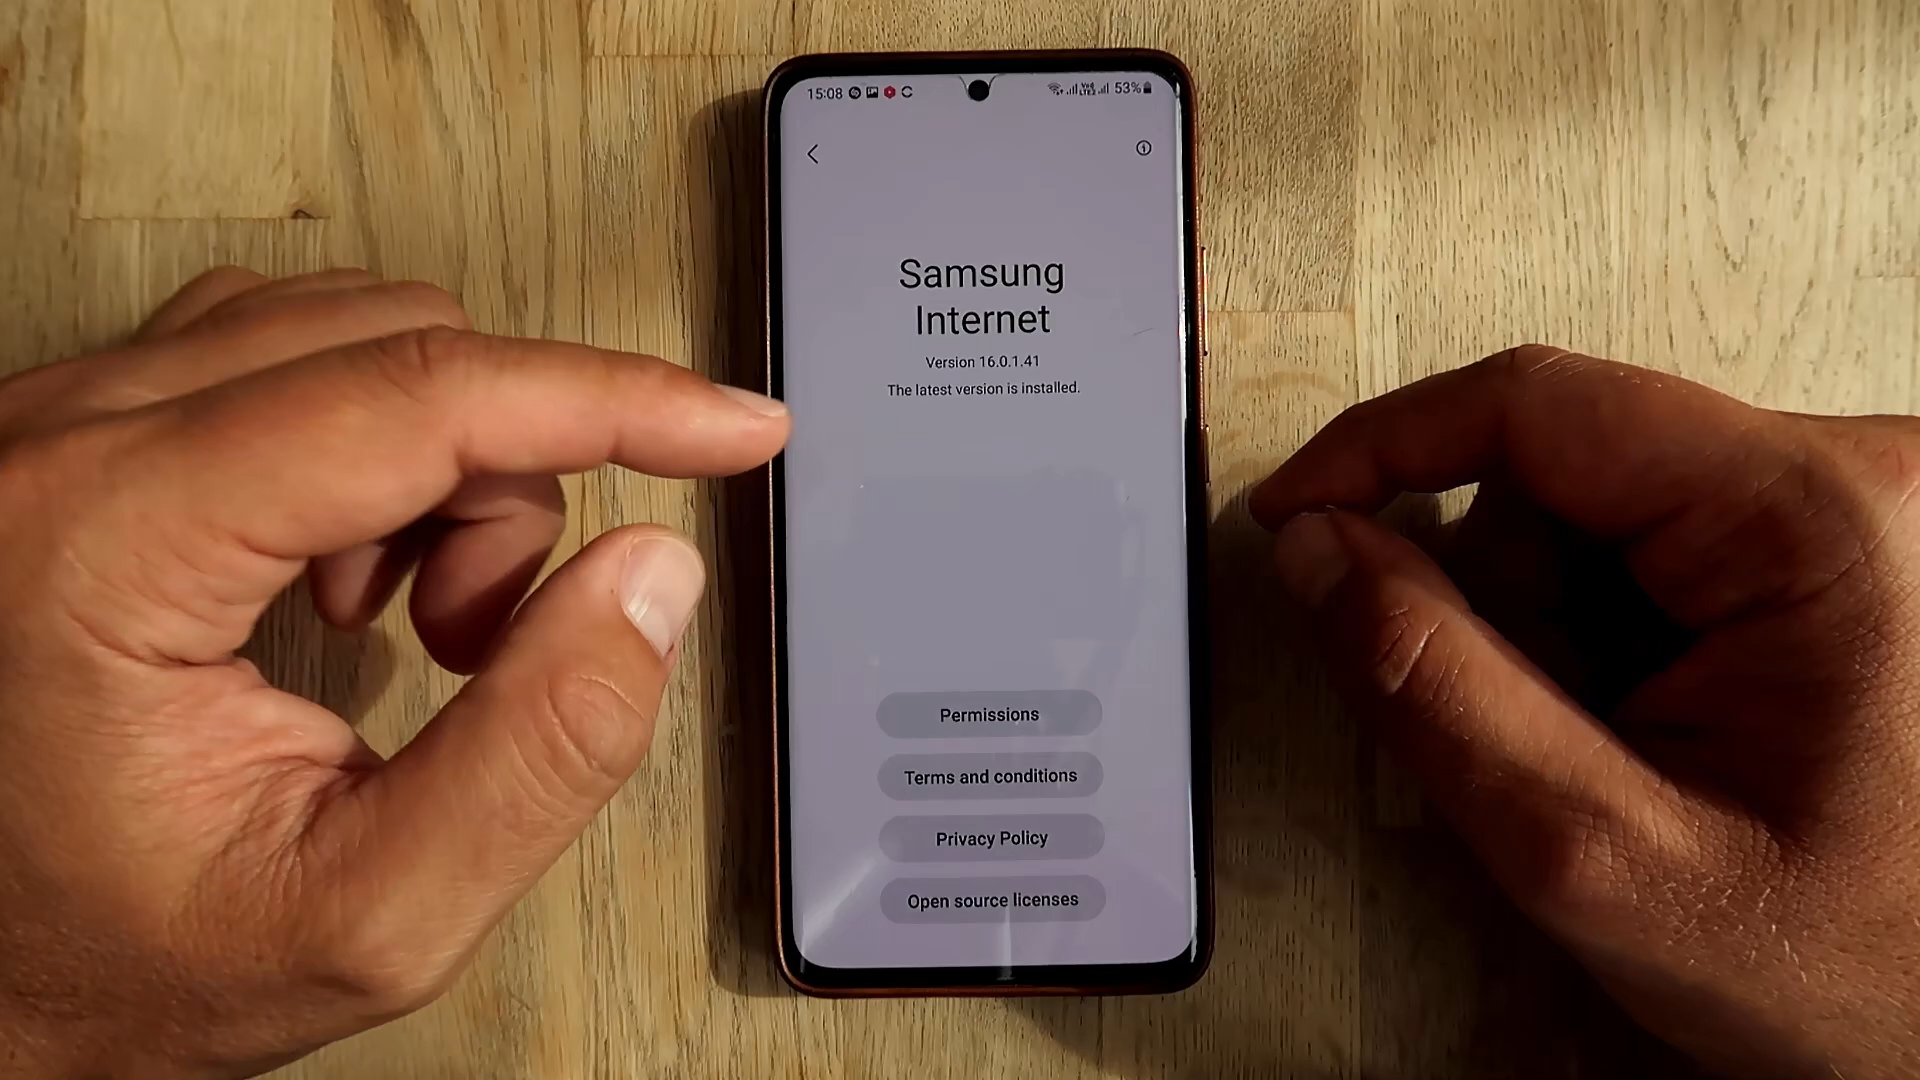 15:08
53%
Samsung
Internet
Version 16.0.1.41
The latest version is installed.
Permissions
Terms and conditions
Privacy Policy
Open source licenses